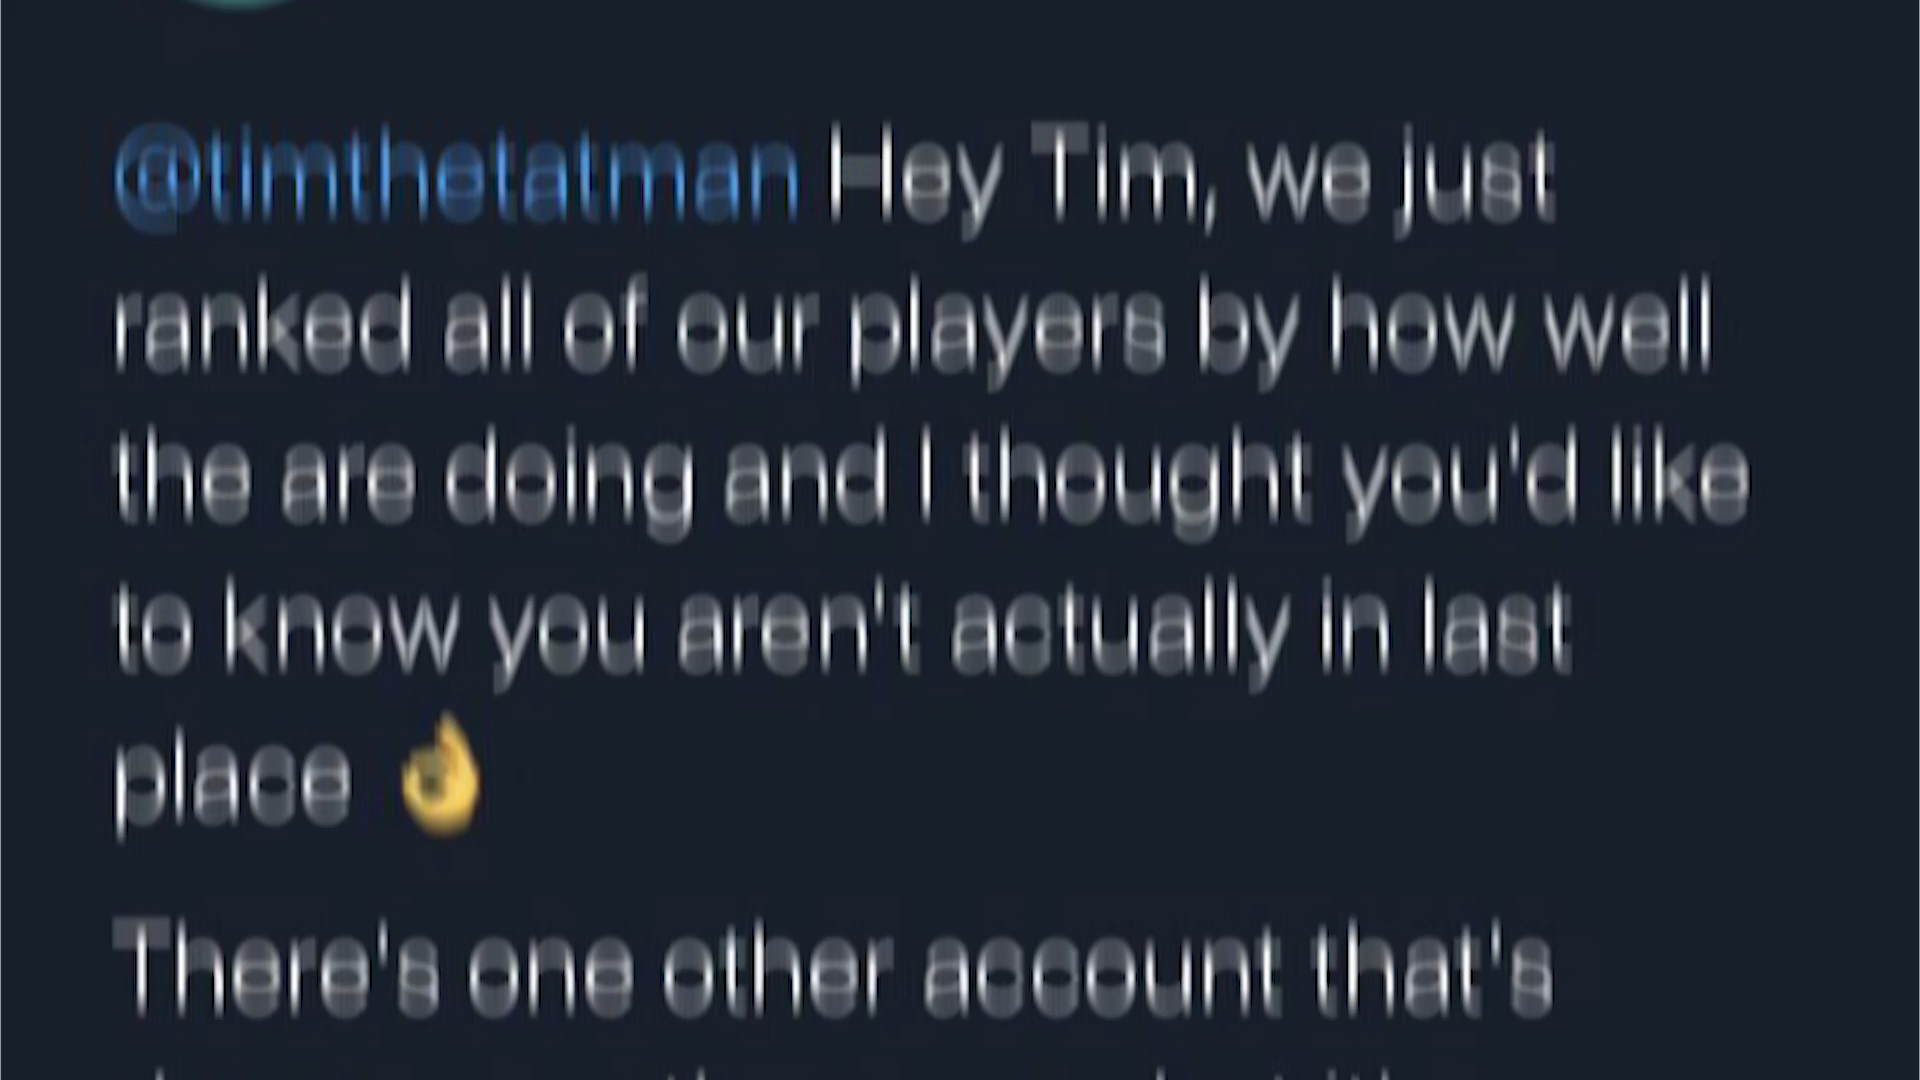 @timthetatman Hey Tim, we just
ranked all of our players by how well
the are doing and I thought you'd like
to know you aren't actually in last
place 👌
There's one other account that's